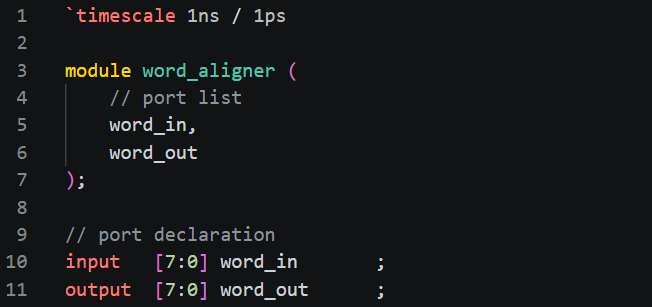 1 `timescale 1ns / 1ps
2
3 module word_aligner (
4 // port list
5 word_in,
6 word_out
7 );
8
9 // port declaration
10 input [7:0] word_in ;
11 output [7:0] word_out ;